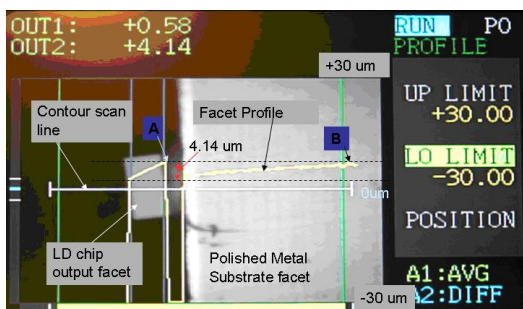 OUT1: +0.58
OUT2: +4.14
RUN PO
PROFILE
+30 um
UP LIMIT
+30.00
Contour scan
line
A
Facet Profile
B
4.14 um
LO LIMIT
-30.00
0um
POSITION
LD chip
output facet
Polished Metal
Substrate facet
A1:AVG
-30 um
A2:DIFF